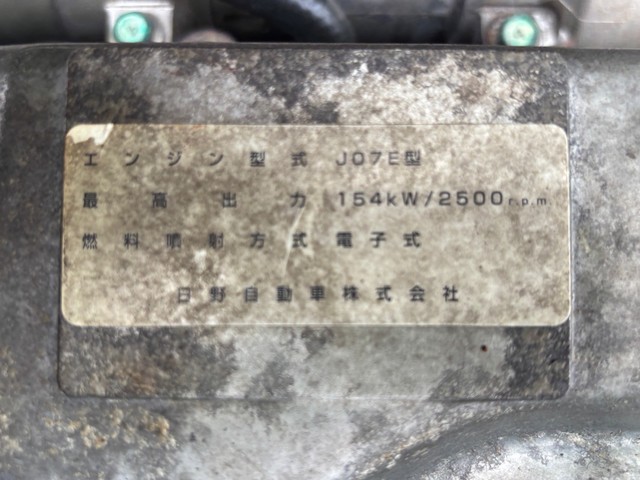 エンジン型式 J07E型
最高出力 154kW/2500r.p.m
燃料噴射方式 電子式
日野自動車株式会社